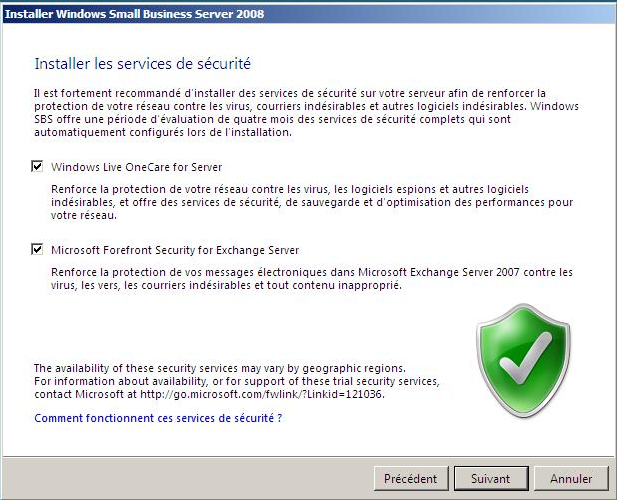 Installer Windows Small Business Server 2008
Installer les services de sécurité
Il est fortement recommandé d'installer des services de sécurité sur votre serveur afin de renforcer la
protection de votre réseau contre les virus, courriers indésirables et autres logiciels indésirables. Windows
SBS offre une période d'évaluation de quatre mois des services de sécurité complets qui sont
automatiquement configurés lors de l'installation.
Windows Live OneCare for Server
Renforce la protection de votre réseau contre les virus, les logiciels espions et autres logiciels
indésirables, et offre des services de sécurité, de sauvegarde et d'optimisation des performances pour
votre réseau.
Microsoft Forefront Security for Exchange Server
Renforce la protection de vos messages électroniques dans Microsoft Exchange Server 2007 contre les
virus, les vers, les courriers indésirables et tout contenu inapproprié.
The availability of these security services may vary by geographic regions.
For information about availability, or for support of these trial security services,
contact Microsoft at http://go.microsoft.com/fwlink/?Linkid=121036.
Comment fonctionnent ces services de sécurité ?
Précédent
Suivant
Annuler